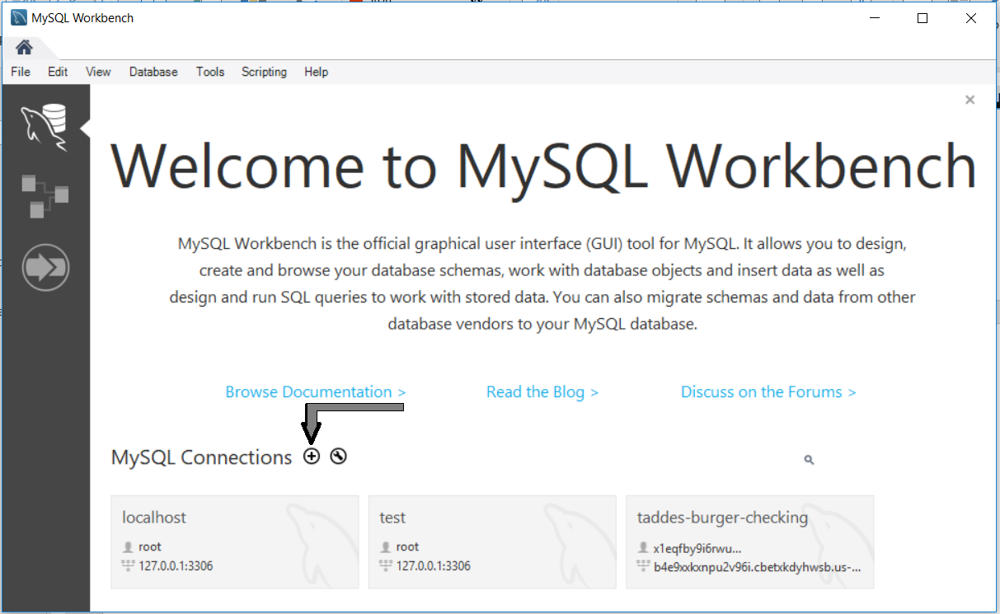 MySQL Workbench
File Edit View Database Tools Scripting Help
Welcome to MySQL Workbench
MySQL Workbench is the official graphical user interface (GUI) tool for MySQL. It allows you to design,
create and browse your database schemas, work with database objects and insert data as well as
design and run SQL queries to work with stored data. You can also migrate schemas and data from other
database vendors to your MySQL database.
Browse Documentation > Read the Blog > Discuss on the Forums >
MySQL Connections
localhost
root
127.0.0.1:3306
test
root
127.0.0.1:3306
taddes-burger-checking
x1eqfby9i6rwu...
b4e9xxkxnpu2v96i.cbetxkdyhwsb.us-...